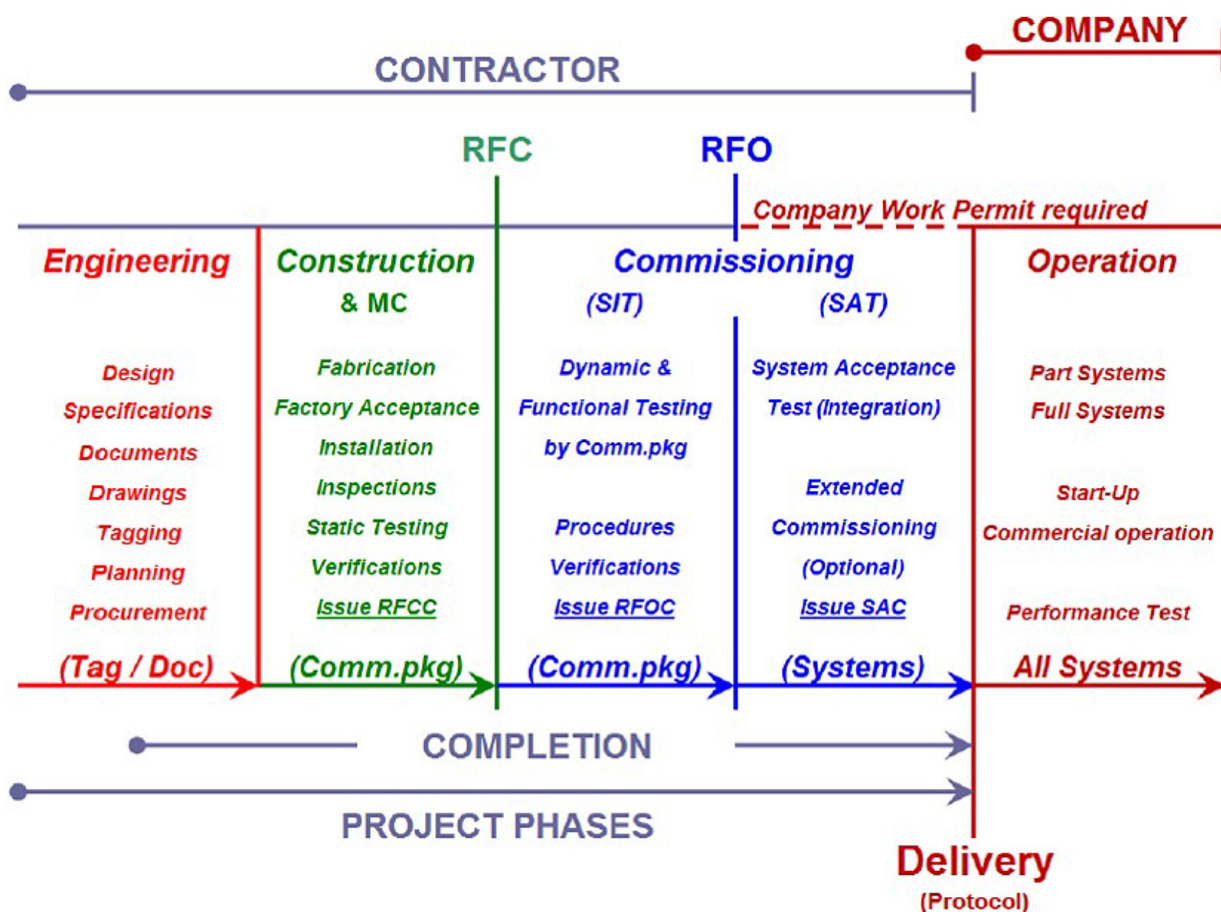 COMPANY
CONTRACTOR
RFC
RFO
Company Work Permit required
Engineering
Design
Specifications
Documents
Drawings
Tagging
Planning
Procurement
(Tag / Doc)
Construction
& MC
Fabrication
Factory Acceptance
Installation
Inspections
Static Testing
Verifications
Issue RFCC
(Comm.pkg)
Commissioning
(SIT)
Dynamic &
Functional Testing
by Comm.pkg
Procedures
Verifications
Issue RFOC
(Comm.pkg)
(SAT)
System Acceptance
Test (Integration)
Extended
Commissioning
(Optional)
Issue SAC
(Systems)
Operation
Part Systems
Full Systems
Start-Up
Commercial operation
Performance Test
All Systems
COMPLETION
PROJECT PHASES
Delivery
(Protocol)